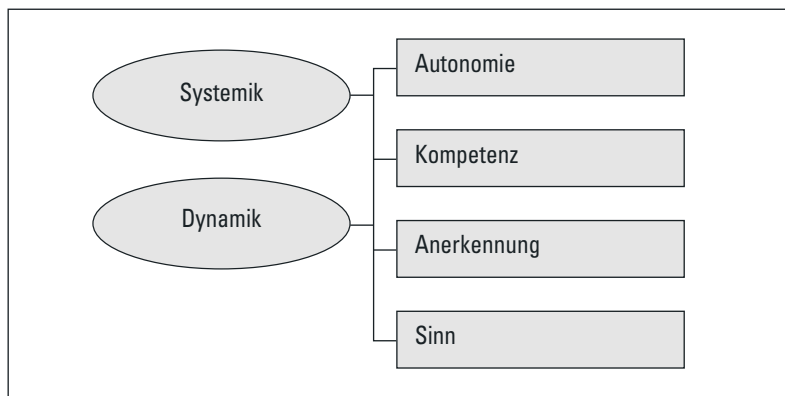 Systemik
Dynamik
Autonomie
Kompetenz
Anerkennung
Sinn